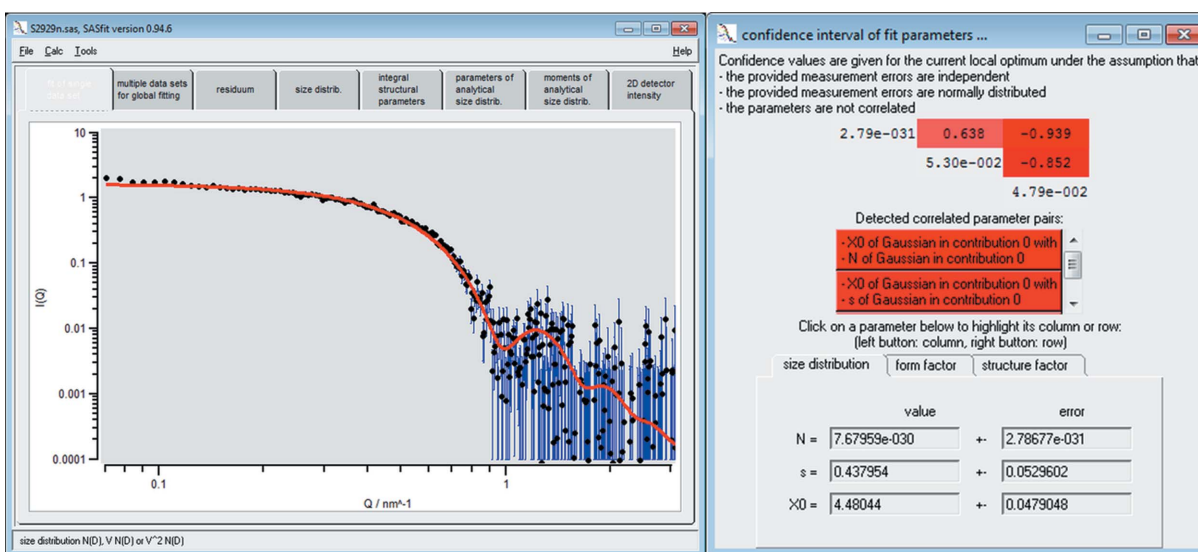 S2929n.sas, SASfit version 0.94.6
File Calc Tools Help
fit of single data set
multiple data sets for global fitting
residuum
size distrib.
integral structural parameters
parameters of analytical size distrib.
moments of analytical size distrib.
2D detector intensity
10
1
0.1
0.01
0.001
0.0001
I(Q)
0.1 1
Q / nm^-1
size distribution N(D), V N(D) or V^2 N(D)
confidence interval of fit parameters ...
Confidence values are given for the current local optimum under the assumption that
- the provided measurement errors are independent
- the provided measurement errors are normally distributed
- the parameters are not correlated
2.79e-031 0.638 -0.939
5.30e-002 -0.852
4.79e-002
Detected correlated parameter pairs:
- X0 of Gaussian in contribution 0 with
- N of Gaussian in contribution 0
- X0 of Gaussian in contribution 0 with
- s of Gaussian in contribution 0
Click on a parameter below to highlight its column or row:
(left button: column, right button: row)
size distribution form factor structure factor
value error
N = 7.67959e-030 +- 2.78677e-031
s = 0.437954 +- 0.0529602
X0 = 4.48044 +- 0.0479048